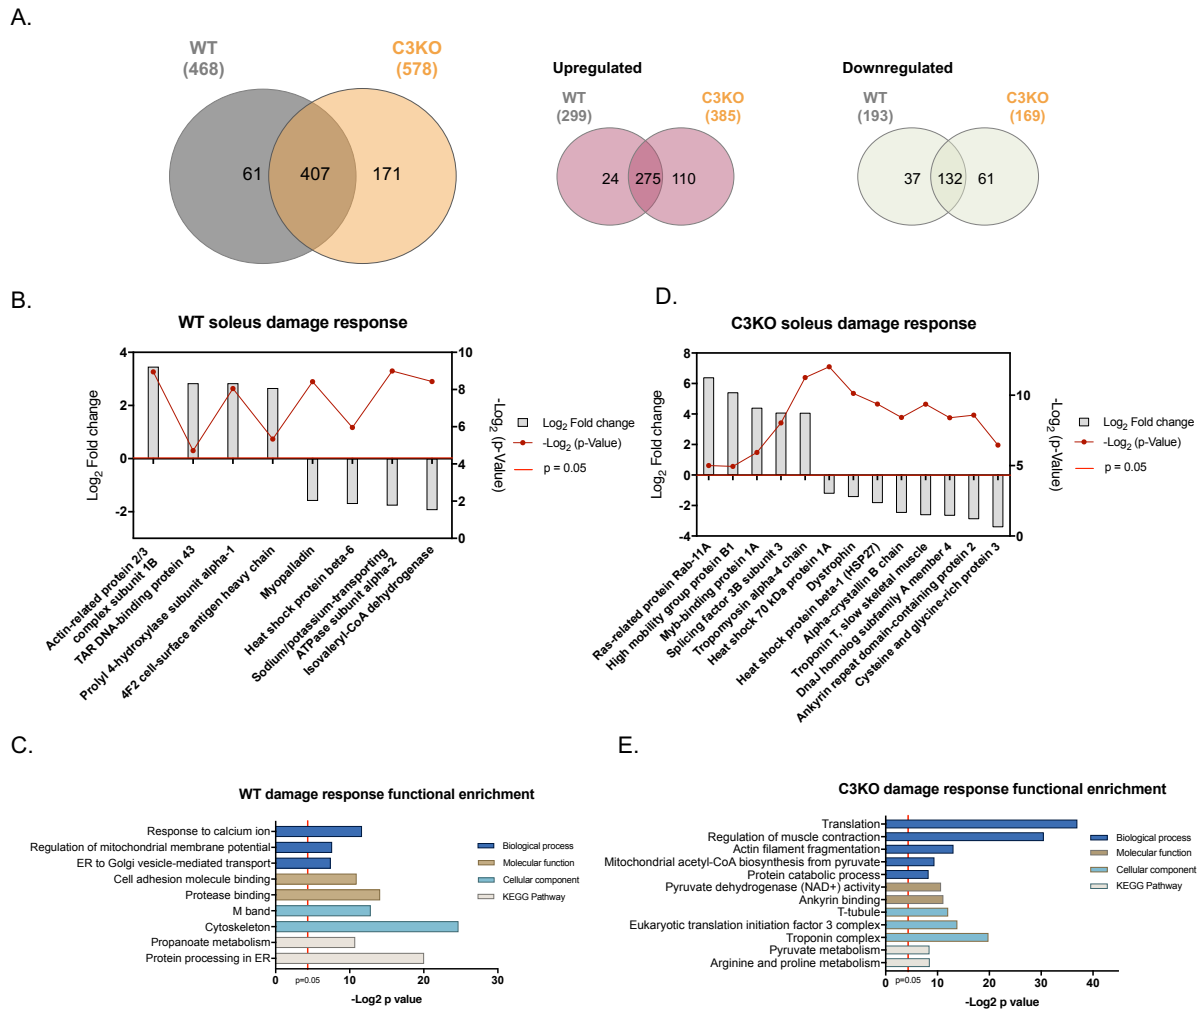 A.
WT
(468)
C3KO
(578)
61
407
171
Upregulated
WT
(299)
C3KO
(385)
24
275
110
Downregulated
WT
(193)
C3KO
(169)
37
132
61
B.
WT soleus damage response
Log2 Fold change
4
2
0
-2
10
8
6
4
2
0
-Log2 (p-Value)
Log2 Fold change
-Log2 (p-Value)
p = 0.05
Actin-related protein 2/3
complex subunit 1B
TAR DNA-binding protein 43
Prolyl 4-hydroxylase subunit alpha-1
4F2 cell-surface antigen heavy chain
Myopalladin
Heat shock protein beta-6
Sodium/potassium-transporting
ATPase subunit alpha-2
Isovaleryl-CoA dehydrogenase
D.
C3KO soleus damage response
Log2 Fold change
8
6
4
2
0
-2
-4
10
5
0
-Log2 (p-Value)
Log2 Fold change
-Log2 (p-Value)
p = 0.05
Ras-related protein Rab-11A
High mobility group protein B1
Myb-binding protein 1A
Splicing factor 3B subunit 3
Tropomyosin alpha-4 chain
Heat shock 70 kDa protein 1A
Dystrophin
Heat shock protein beta-1 (HSP27)
Alpha-crystallin B chain
Troponin T, slow skeletal muscle
DnaJ homolog subfamily A member 4
Ankyrin repeat domain-containing protein 2
Cysteine and glycine-rich protein 3
C.
WT damage response functional enrichment
Response to calcium ion
Regulation of mitochondrial membrane potential
ER to Golgi vesicle-mediated transport
Cell adhesion molecule binding
Protease binding
M band
Cytoskeleton
Propanoate metabolism
Protein processing in ER
0
p=0.05
10
20
30
-Log2 p value
Biological process
Molecular function
Cellular component
KEGG Pathway
E.
C3KO damage response functional enrichment
Translation
Regulation of muscle contraction
Actin filament fragmentation
Mitochondrial acetyl-CoA biosynthesis from pyruvate
Protein catabolic process
Pyruvate dehydrogenase (NAD+) activity
Ankyrin binding
T-tubule
Eukaryotic translation initiation factor 3 complex
Troponin complex
Pyruvate metabolism
Arginine and proline metabolism
0
p=0.05
10
20
30
40
-Log2 p value
Biological process
Molecular function
Cellular component
KEGG Pathway